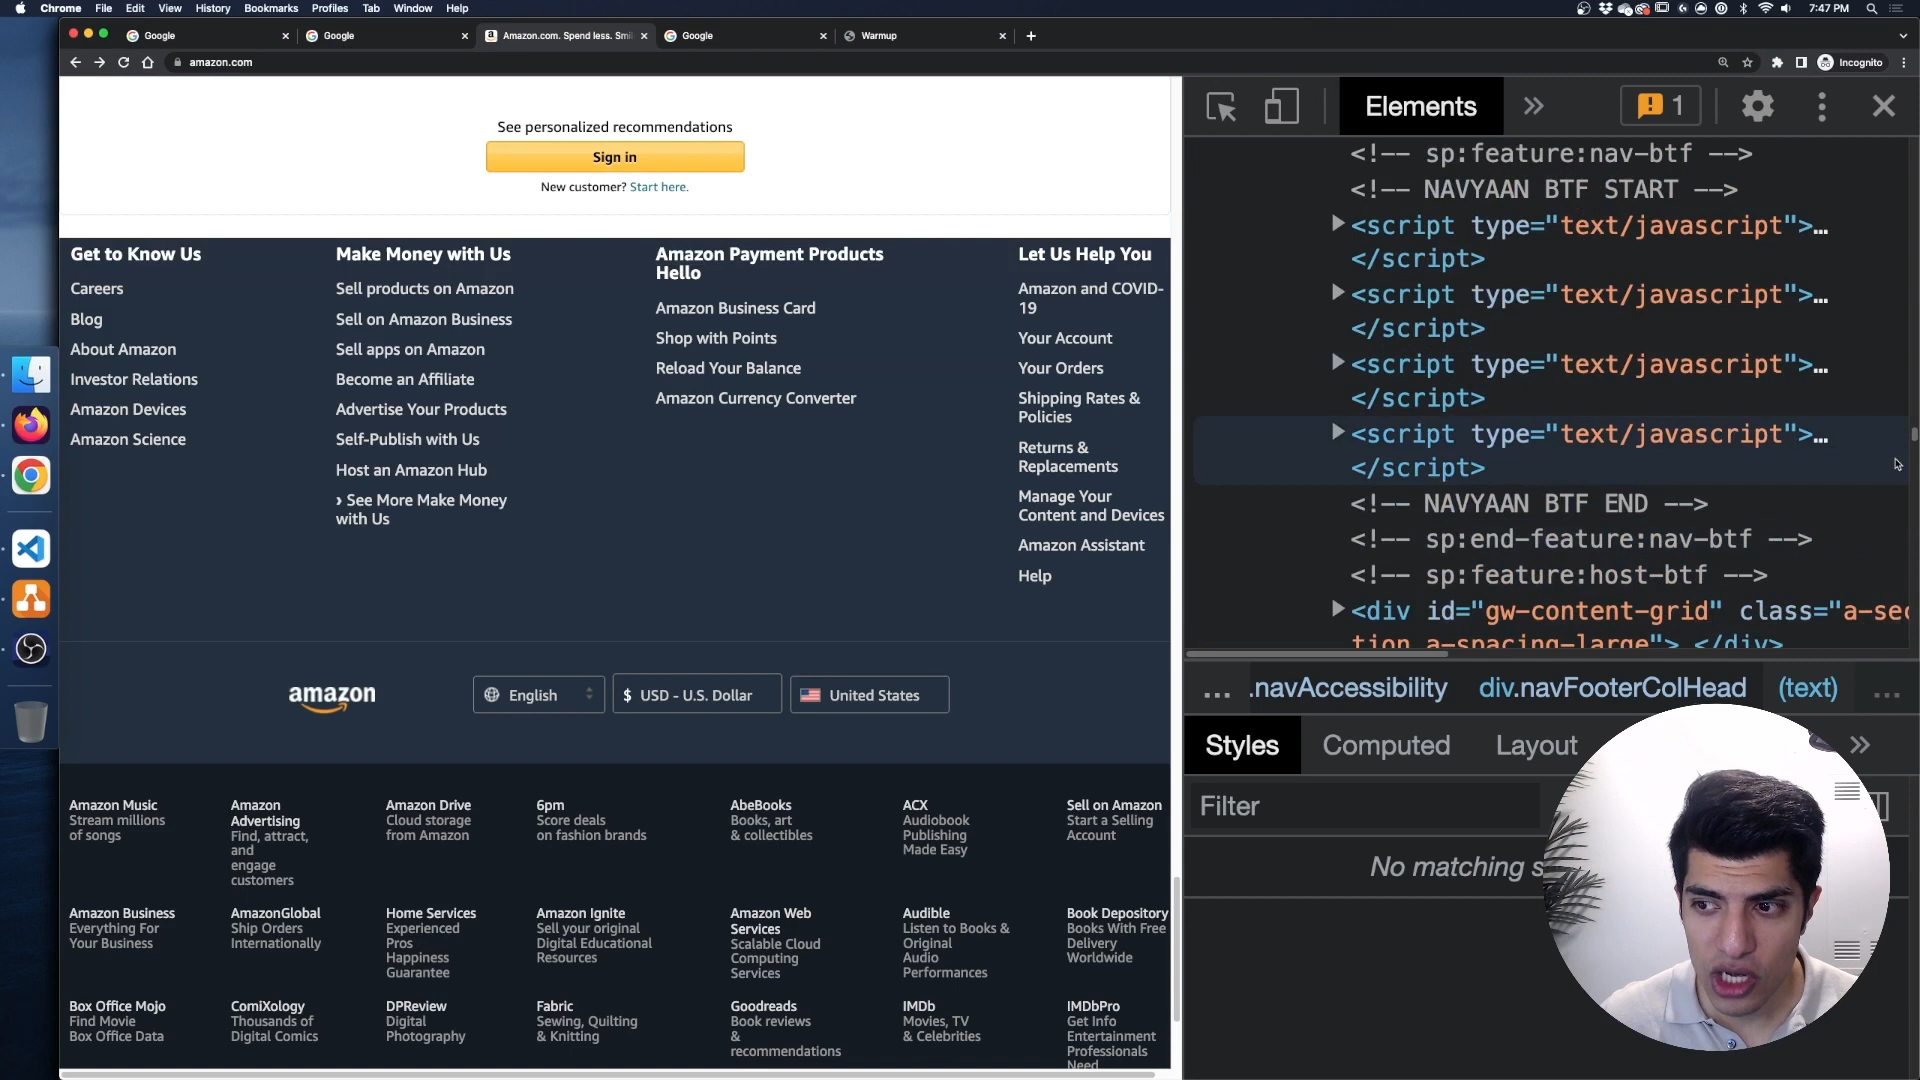 Chrome File Edit View History Bookmarks Profiles Tab Window Help 7:47 PM
Google
Google
Amazon.com. Spend less. Smil
Google
Warmup
amazon.com
Incognito
See personalized recommendations
Sign in
New customer? Start here.
Get to Know Us
Careers
Blog
About Amazon
Investor Relations
Amazon Devices
Amazon Science
Make Money with Us
Sell products on Amazon
Sell on Amazon Business
Sell apps on Amazon
Become an Affiliate
Advertise Your Products
Self-Publish with Us
Host an Amazon Hub
› See More Make Money
with Us
Amazon Payment Products
Hello
Amazon Business Card
Shop with Points
Reload Your Balance
Amazon Currency Converter
Let Us Help You
Amazon and COVID-
19
Your Account
Your Orders
Shipping Rates &
Policies
Returns &
Replacements
Manage Your
Content and Devices
Amazon Assistant
Help
amazon
English
$ USD - U.S. Dollar
United States
Amazon Music
Stream millions
of songs
Amazon
Advertising
Find, attract,
and
engage
customers
Amazon Drive
Cloud storage
from Amazon
6pm
Score deals
on fashion brands
AbeBooks
Books, art
& collectibles
ACX
Audiobook
Publishing
Made Easy
Sell on Amazon
Start a Selling
Account
Amazon Business
Everything For
Your Business
AmazonGlobal
Ship Orders
Internationally
Home Services
Experienced
Pros
Happiness
Guarantee
Amazon Ignite
Sell your original
Digital Educational
Resources
Amazon Web
Services
Scalable Cloud
Computing
Services
Audible
Listen to Books &
Original
Audio
Performances
Book Depository
Books With Free
Delivery
Worldwide
Box Office Mojo
Find Movie
Box Office Data
ComiXology
Thousands of
Digital Comics
DPReview
Digital
Photography
Fabric
Sewing, Quilting
& Knitting
Goodreads
Book reviews
&
recommendations
IMDb
Movies, TV
& Celebrities
IMDbPro
Get Info
Entertainment
Professionals
Need
Elements
1
<!-- sp:feature:nav-btf -->
<!-- NAVYAAN BTF START -->
<script type="text/javascript">…
</script>
<script type="text/javascript">…
</script>
<script type="text/javascript">…
</script>
<script type="text/javascript">…
</script>
<!-- NAVYAAN BTF END -->
<!-- sp:end-feature:nav-btf -->
<!-- sp:feature:host-btf -->
<div id="gw-content-grid" class="a-sec
tion a-spacing-large"> </div>
… .navAccessibility div.navFooterColHead (text) …
Styles Computed Layout
Filter
No matching s